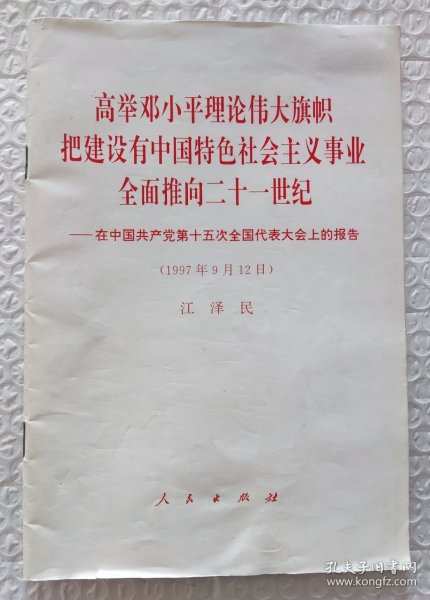 高举邓小平理论伟大旗帜
把建设有中国特色社会主义事业
全面推向二十一世纪
——在中国共产党第十五次全国代表大会上的报告
(1997年9月12日)
江泽民
人民出版社
孔夫子旧书网
www.kongfz.com